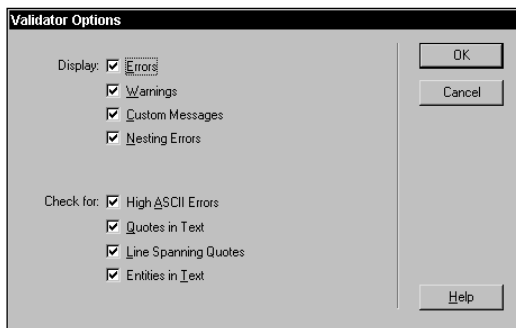 Validator Options
Display: Errors
Warnings
Custom Messages
Nesting Errors
Check for: High ASCII Errors
Quotes in Text
Line Spanning Quotes
Entities in Text
OK
Cancel
Help